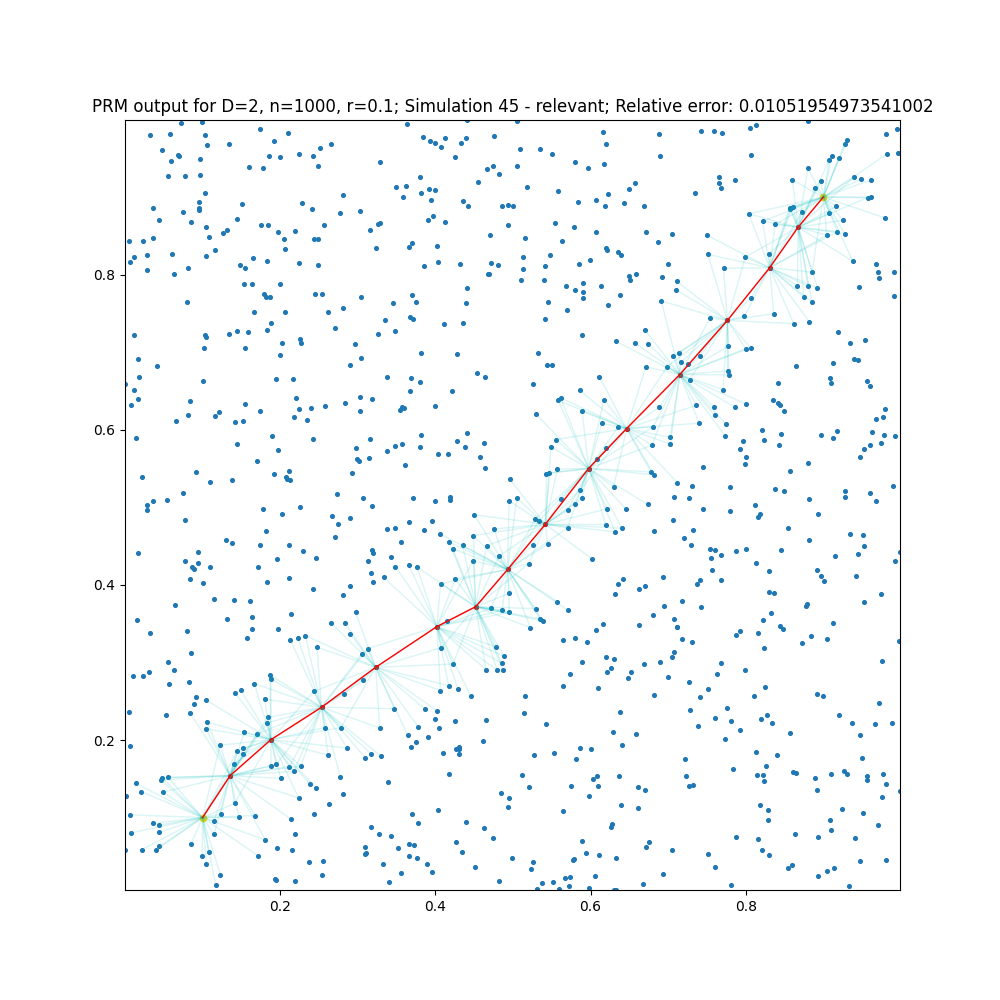 PRM output for D=2, n=1000, r=0.1; Simulation 45 - relevant; Relative error: 0.01051954973541002
0.8
0.6
0.4
0.2
0.2 0.4 0.6 0.8